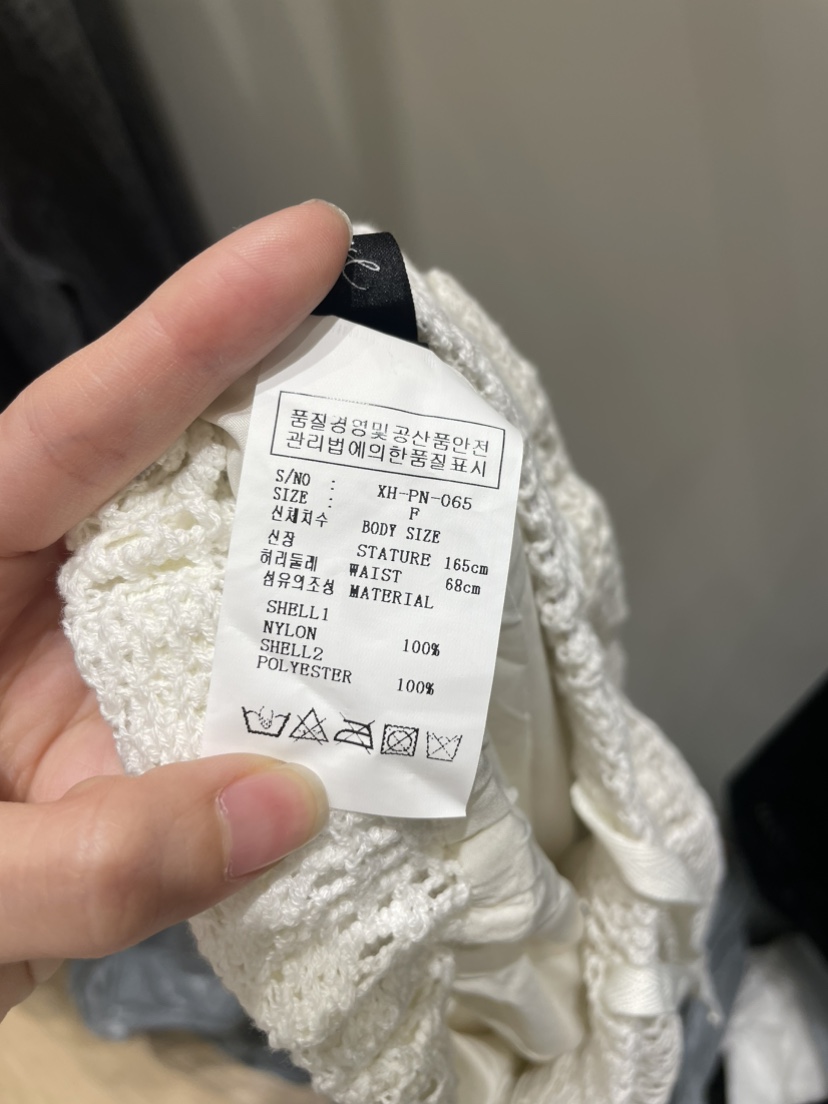 품질경영및공산품안전
관리법에의한품질표시
S/NO : XH-PN-065
SIZE : F
신체치수 BODY SIZE
신장 STATURE 165cm
허리둘레 WAIST 68cm
섬유의조성 MATERIAL
SHELL1
NYLON 100%
SHELL2
POLYESTER 100%